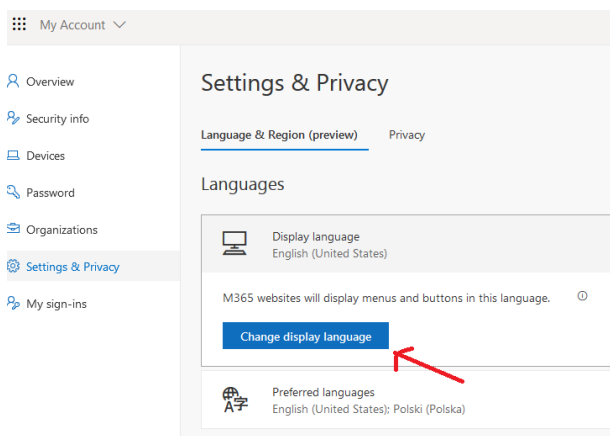 My Account
Overview
Security info
Devices
Password
Organizations
Settings & Privacy
My sign-ins
Settings & Privacy
Language & Region (preview)
Privacy
Languages
Display language
English (United States)
M365 websites will display menus and buttons in this language.
Change display language
A字
Preferred languages
English (United States); Polski (Polska)